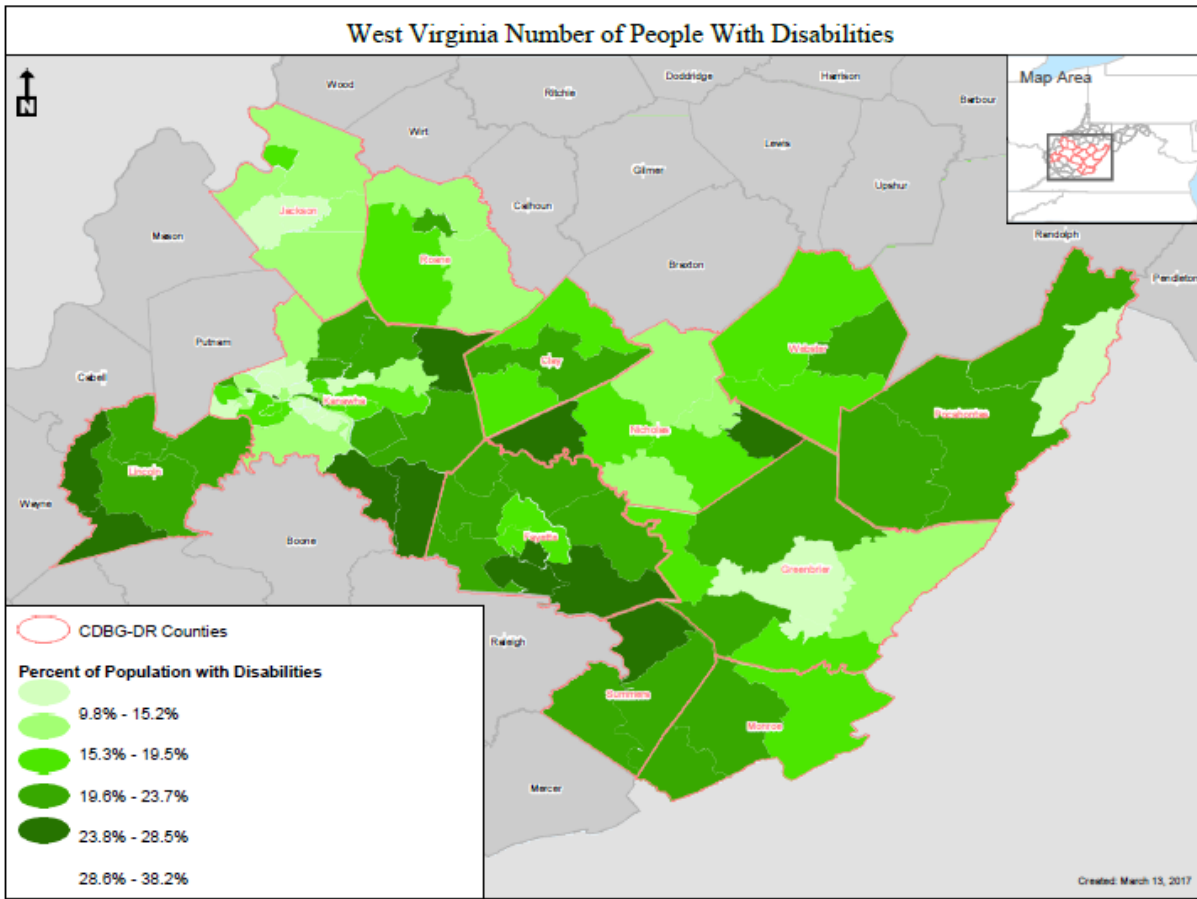 West Virginia Number of People With Disabilities
N
Map Area
Wood
Doddridge
Harrison
Ritchie
Barbour
Wirt
Lewis
Gilmer
Upshur
Calhoun
Jackson
Mason
Randolph
Roane
Braxton
Pendleton
Putnam
Webster
Clay
Cabell
Kanawha
Pocahontas
Nicholas
Lincoln
Wayne
Boone
Fayette
Greenbrier
CDBG-DR Counties
Raleigh
Percent of Population with Disabilities
Summers
9.8% - 15.2%
Monroe
15.3% - 19.5%
Mercer
19.6% - 23.7%
23.8% - 28.5%
28.6% - 38.2%
Created: March 13, 2017